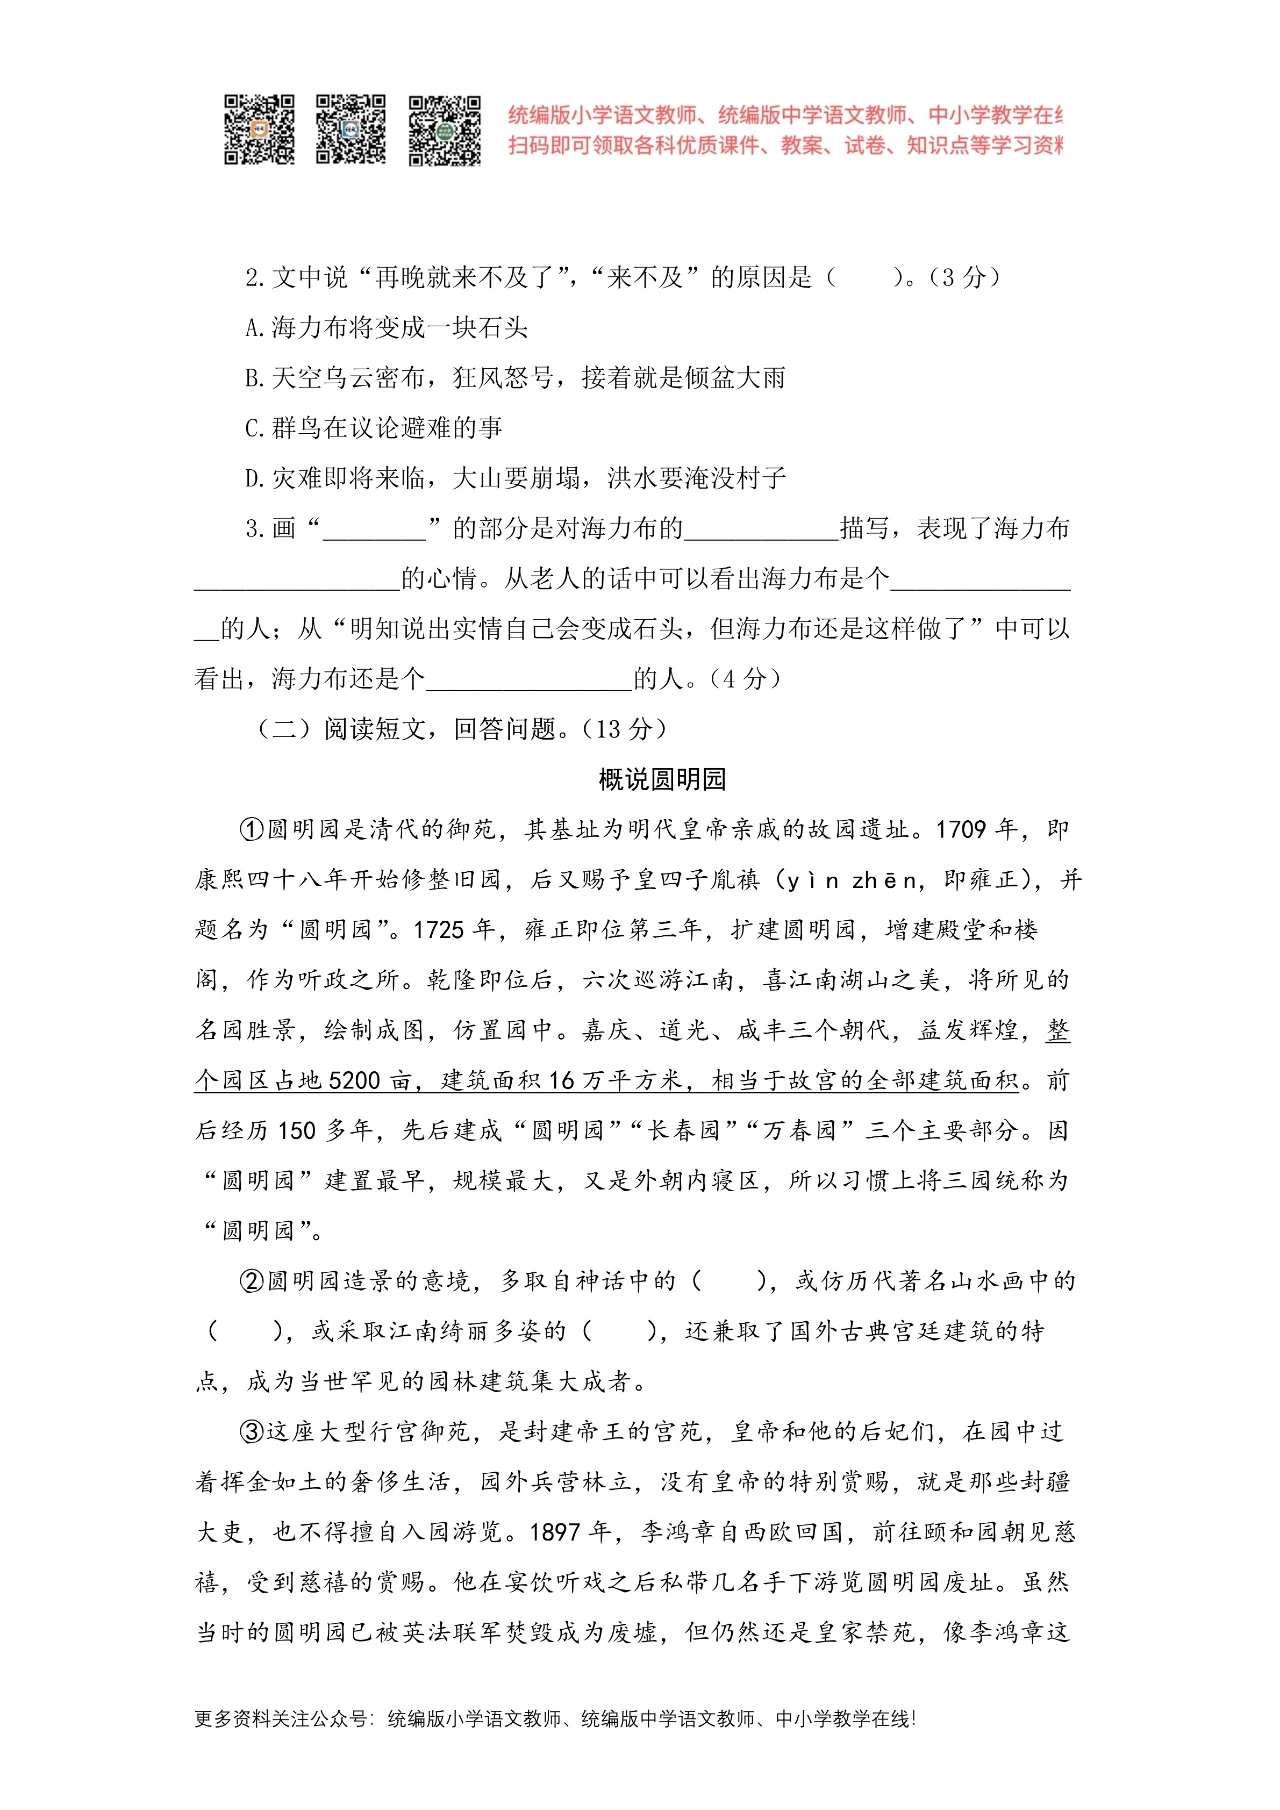 统编版小学语文教师、统编版中学语文教师、中小学教学在
扫码即可领取各科优质课件、教案、试卷、知识点等学习资料
2.文中说“再晚就来不及了”，“来不及”的原因是（　　）。（3 分）
A.海力布将变成一块石头
B.天空乌云密布，狂风怒号，接着就是倾盆大雨
C.群鸟在议论避难的事
D.灾难即将来临，大山要崩塌，洪水要淹没村子
3.画“________”的部分是对海力布的____________描写，表现了海力布
________________的心情。从老人的话中可以看出海力布是个______________
__的人；从“明知说出实情自己会变成石头，但海力布还是这样做了”中可以
看出，海力布还是个________________的人。（4 分）
（二）阅读短文，回答问题。（13 分）
概说圆明园
①圆明园是清代的御苑，其基址为明代皇帝亲戚的故园遗址。1709 年，即
康熙四十八年开始修整旧园，后又赐予皇四子胤禛（yìn zhēn，即雍正），并
题名为“圆明园”。1725 年，雍正即位第三年，扩建圆明园，增建殿堂和楼
阁，作为听政之所。乾隆即位后，六次巡游江南，喜江南湖山之美，将所见的
名园胜景，绘制成图，仿置园中。嘉庆、道光、咸丰三个朝代，益发辉煌，整
个园区占地 5200 亩，建筑面积 16 万平方米，相当于故宫的全部建筑面积。前
后经历 150 多年，先后建成“圆明园”“长春园”“万春园”三个主要部分。因
“圆明园”建置最早，规模最大，又是外朝内寝区，所以习惯上将三园统称为
“圆明园”。
②圆明园造景的意境，多取自神话中的（　　），或仿历代著名山水画中的
（　　），或采取江南绮丽多姿的（　　），还兼取了国外古典宫廷建筑的特
点，成为当世罕见的园林建筑集大成者。
③这座大型行宫御苑，是封建帝王的宫苑，皇帝和他的后妃们，在园中过
着挥金如土的奢侈生活，园外兵营林立，没有皇帝的特别赏赐，就是那些封疆
大吏，也不得擅自入园游览。1897 年，李鸿章自西欧回国，前往颐和园朝见慈
禧，受到慈禧的赏赐。他在宴饮听戏之后私带几名手下游览圆明园废址。虽然
当时的圆明园已被英法联军焚毁成为废墟，但仍然还是皇家禁苑，像李鸿章这
更多资料关注公众号：统编版小学语文教师、统编版中学语文教师、中小学教学在线！